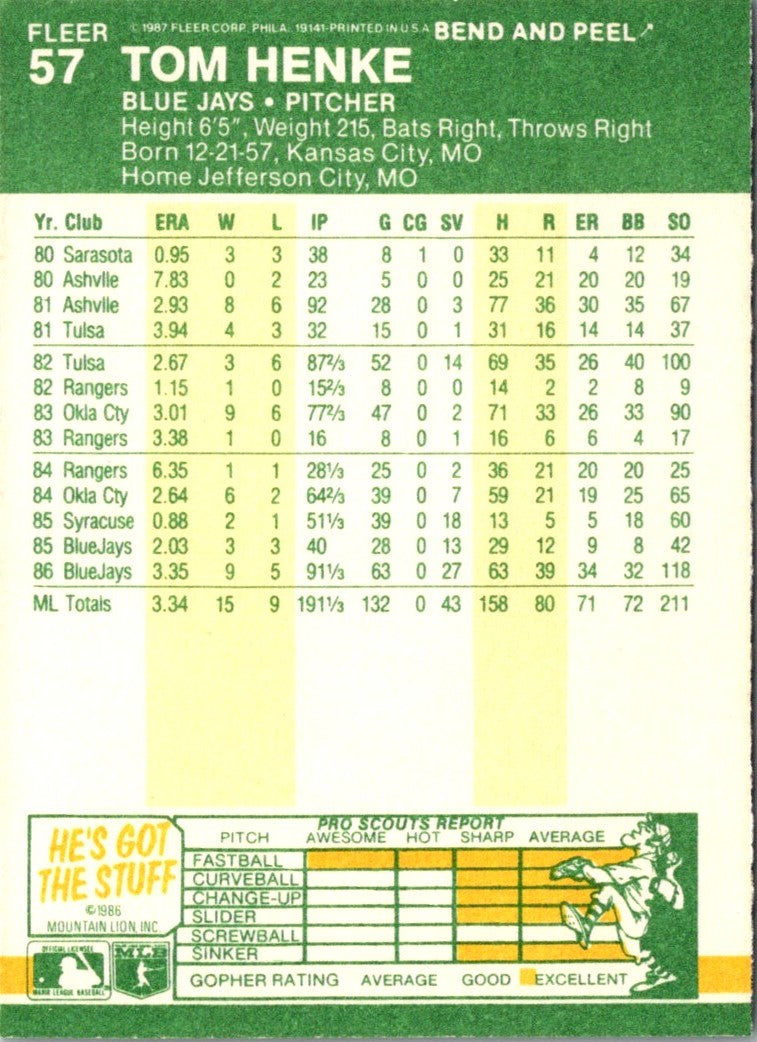 FLEER © 1987 FLEER CORP. PHILA. 19141-PRINTED IN U S A BEND AND PEEL
57 TOM HENKE
BLUE JAYS • PITCHER
Height 6'5", Weight 215, Bats Right, Throws Right
Born 12-21-57, Kansas City, MO
Home Jefferson City, MO
Yr. Club ERA W L IP G CG SV H R ER BB SO
80 Sarasota 0.95 3 3 38 8 1 0 33 11 4 12 34
80 Ashvlle 7.83 0 2 23 5 0 0 25 21 20 20 19
81 Ashvlle 2.93 8 6 92 28 0 3 77 36 30 35 67
81 Tulsa 3.94 4 3 32 15 0 1 31 16 14 14 37
82 Tulsa 2.67 3 6 87⅔ 52 0 14 69 35 26 40 100
82 Rangers 1.15 1 0 15⅔ 8 0 0 14 2 2 8 9
83 Okla Cty 3.01 9 6 77⅔ 47 0 2 71 33 26 33 90
83 Rangers 3.38 1 0 16 8 0 1 16 6 6 4 17
84 Rangers 6.35 1 1 28⅓ 25 0 2 36 21 20 20 25
84 Okla Cty 2.64 6 2 64⅔ 39 0 7 59 21 19 25 65
85 Syracuse 0.88 2 1 51⅓ 39 0 18 13 5 5 18 60
85 BlueJays 2.03 3 3 40 28 0 13 29 12 9 8 42
86 BlueJays 3.35 9 5 91⅓ 63 0 27 63 39 34 32 118
ML Totals 3.34 15 9 191⅓ 132 0 43 158 80 71 72 211
HE'S GOT
THE STUFF
©1986
MOUNTAIN LION, INC.
OFFICIAL LICENSEE
MAJOR LEAGUE BASEBALL
MLB
PRO SCOUTS REPORT
PITCH AWESOME HOT SHARP AVERAGE
FASTBALL
CURVEBALL
CHANGE-UP
SLIDER
SCREWBALL
SINKER
GOPHER RATING AVERAGE GOOD EXCELLENT